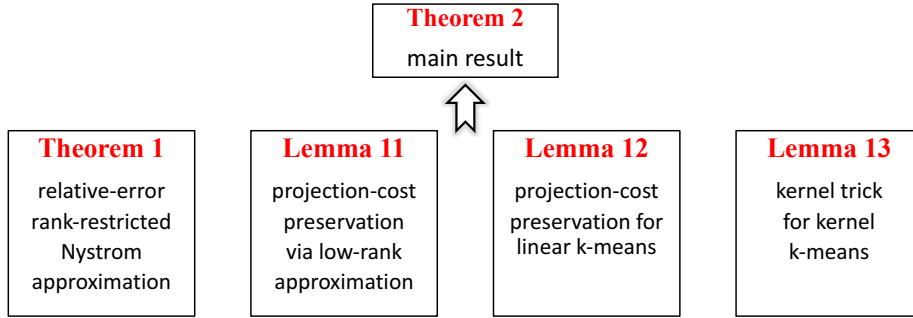 Theorem 2
main result
Theorem 1
relative-error
rank-restricted
Nystrom
approximation
Lemma 11
projection-cost
preservation
via low-rank
approximation
Lemma 12
projection-cost
preservation for
linear k-means
Lemma 13
kernel trick
for kernel
k-means